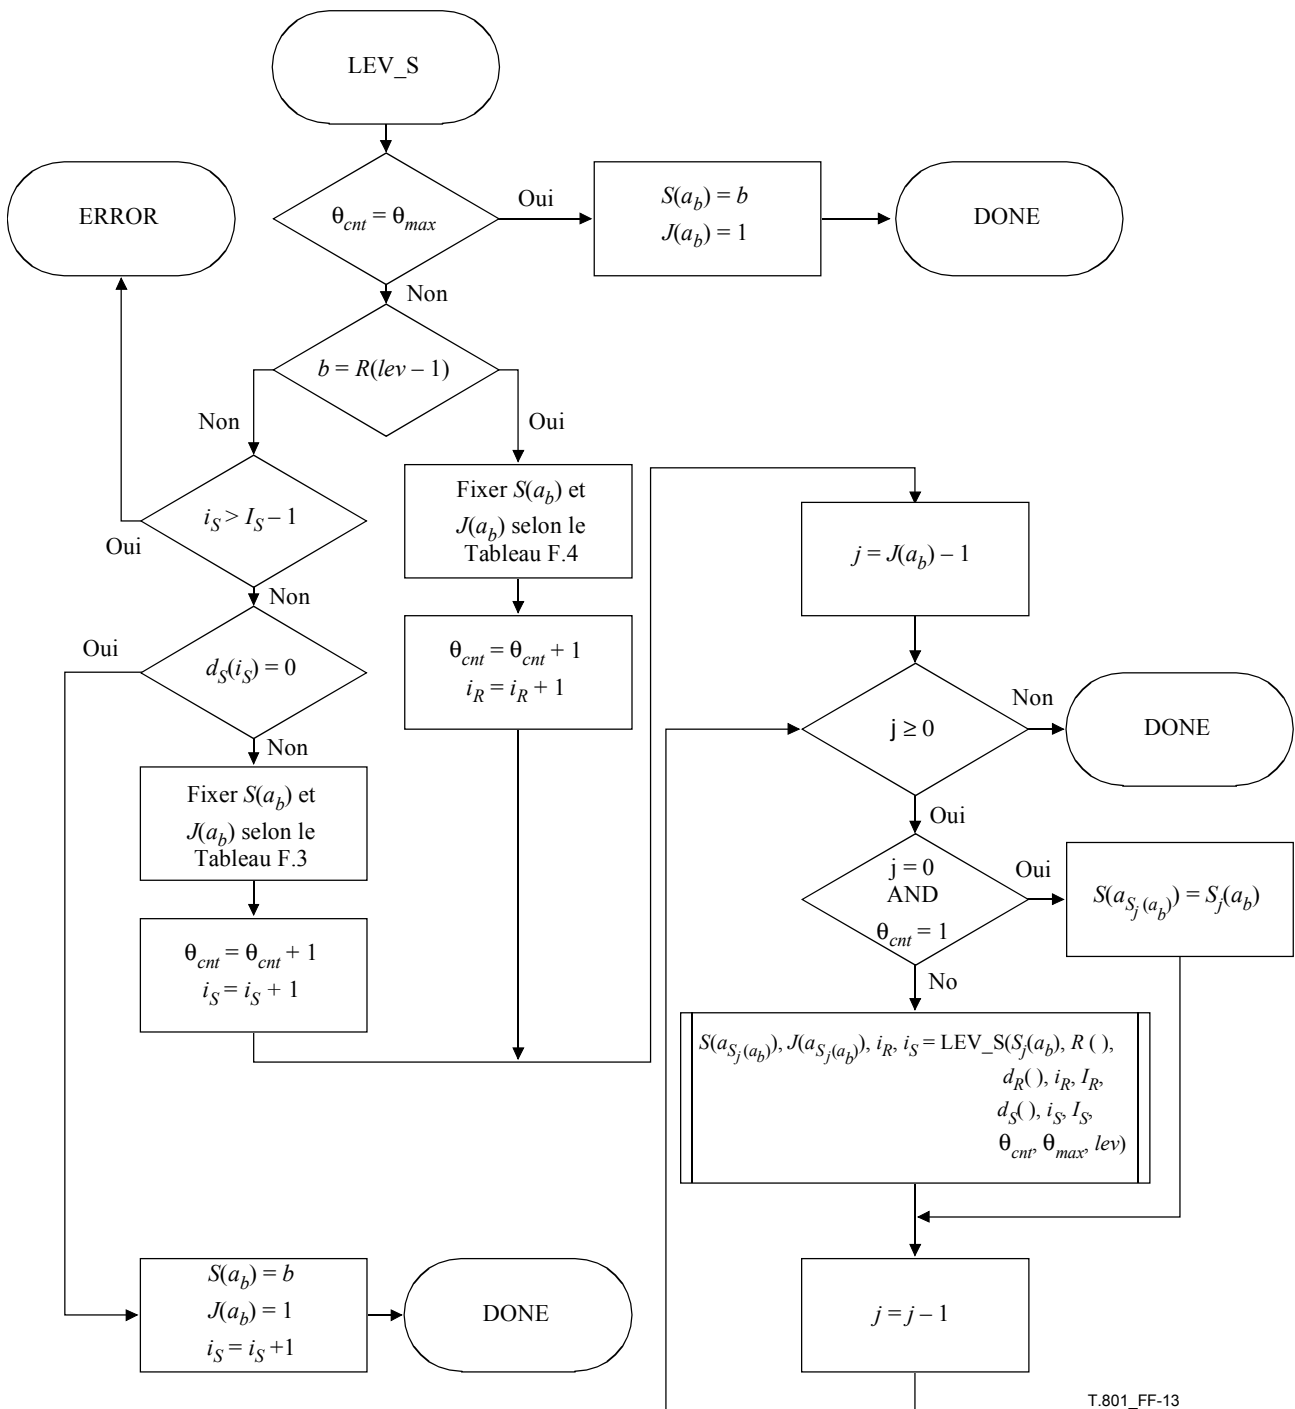 LEV_S
θcnt = θmax
Oui
S(ab) = b
J(ab) = 1
DONE
ERROR
Non
b = R(lev – 1)
Non
Oui
iS > IS – 1
Oui
Non
Fixer S(ab) et
J(ab) selon le
Tableau F.4
θcnt = θcnt + 1
iR = iR + 1
dS(iS) = 0
Oui
Non
Fixer S(ab) et
J(ab) selon le
Tableau F.3
θcnt = θcnt + 1
iS = iS + 1
S(ab) = b
J(ab) = 1
iS = iS +1
DONE
j = J(ab) – 1
j ≥ 0
Non
DONE
Oui
j = 0
AND
θcnt = 1
Oui
S(aSj(ab)) = Sj(ab)
No
S(aSj(ab)), J(aSj(ab)), iR, iS = LEV_S(Sj(ab), R ( ),
dR( ), iR, IR,
dS( ), iS, IS,
θcnt, θmax, lev)
j = j – 1
T.801_FF-13